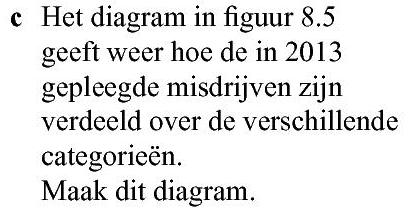 c Het diagram in figuur 8.5
geeft weer hoe de in 2013
gepleegde misdrijven zijn
verdeeld over de verschillende
categorieën.
Maak dit diagram.